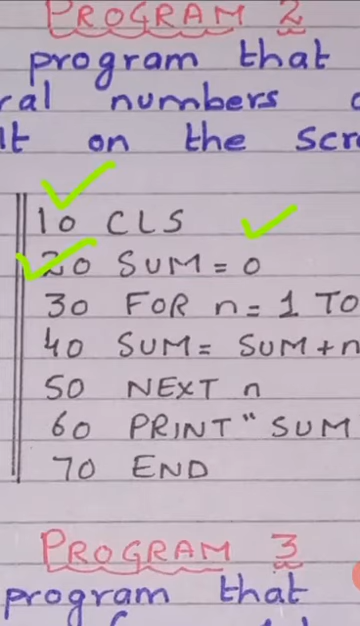 PROGRAM 2
program that
ral numbers
on the scr
10 CLS
20 SUM = 0
30 FOR n = 1 TO
40 SUM = SUM + n
50 NEXT n
60 PRINT " SUM
70 END
PROGRAM 3
program that